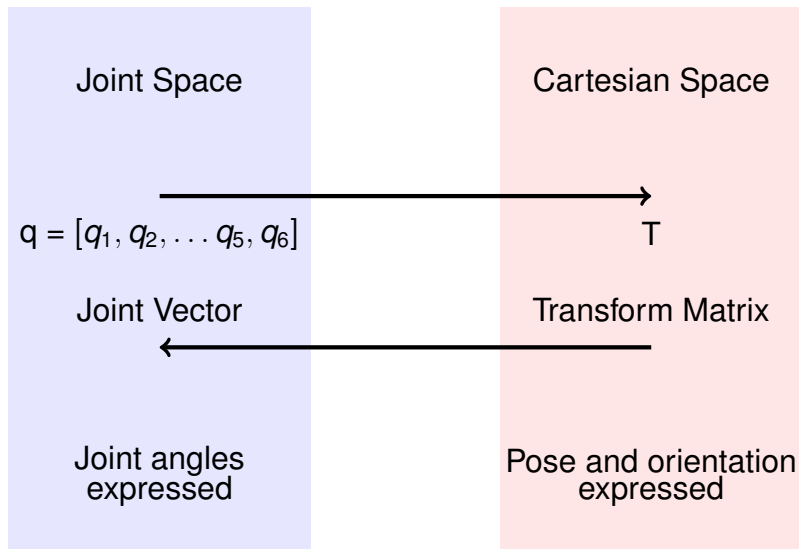 Joint Space
Cartesian Space
q = [q₁, q₂, . . . q₅, q₆]
T
Joint Vector
Transform Matrix
Joint angles
expressed
Pose and orientation
expressed